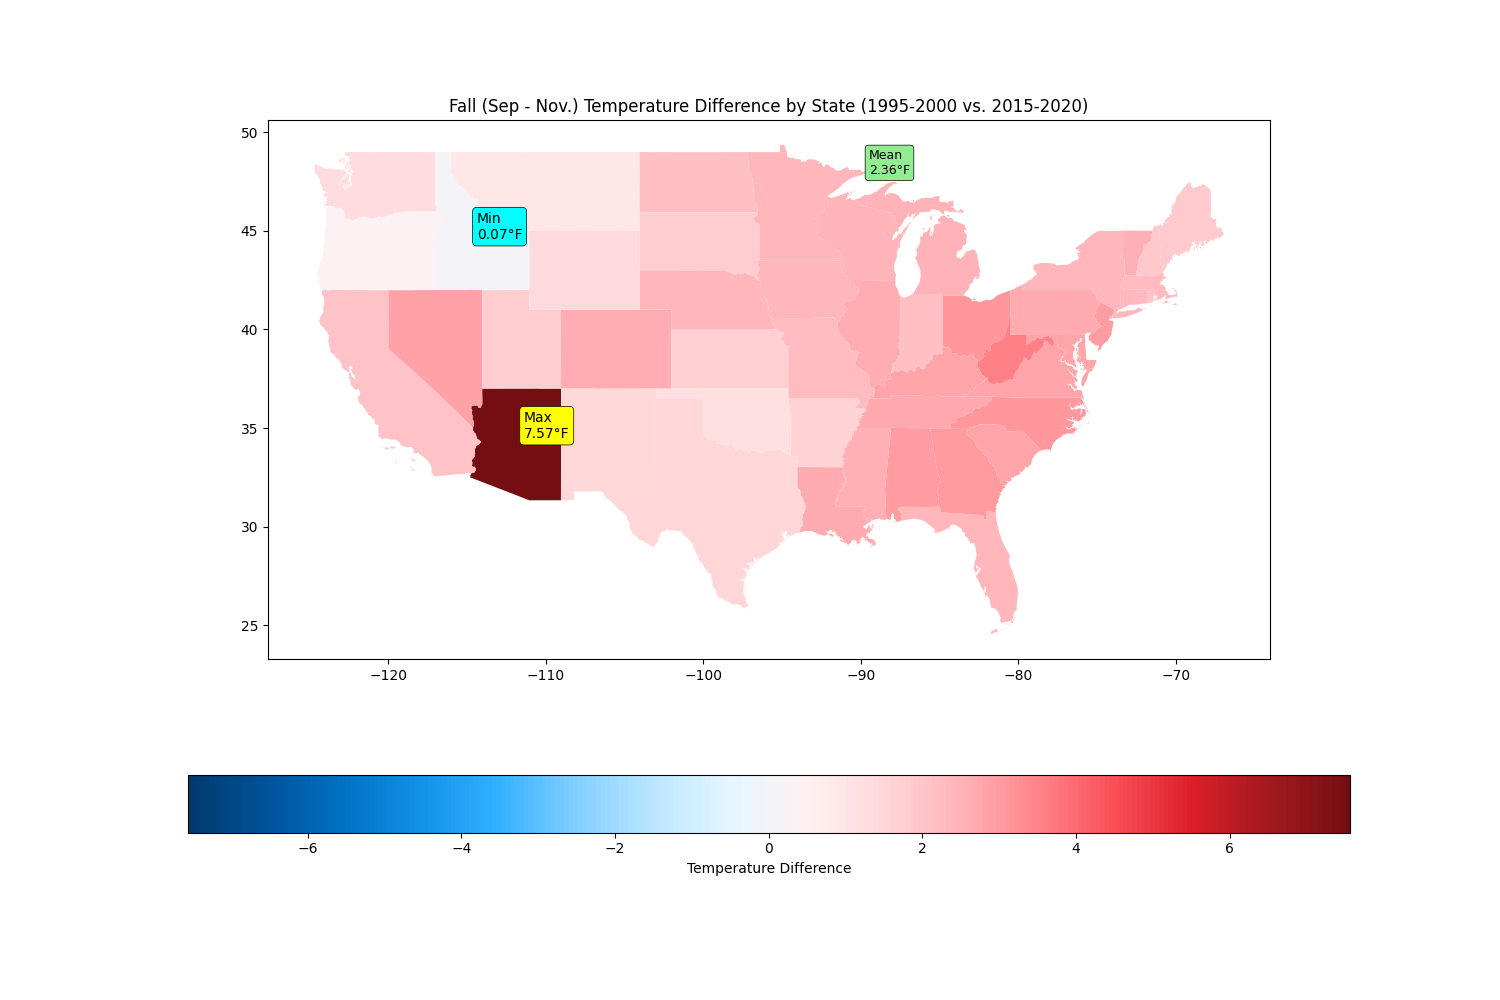 Fall (Sep - Nov.) Temperature Difference by State (1995-2000 vs. 2015-2020)
50
45
40
35
30
25
Mean
2.36°F
Min
0.07°F
Max
7.57°F
−120
−110
−100
−90
−80
−70
−6
−4
−2
0
2
4
6
Temperature Difference